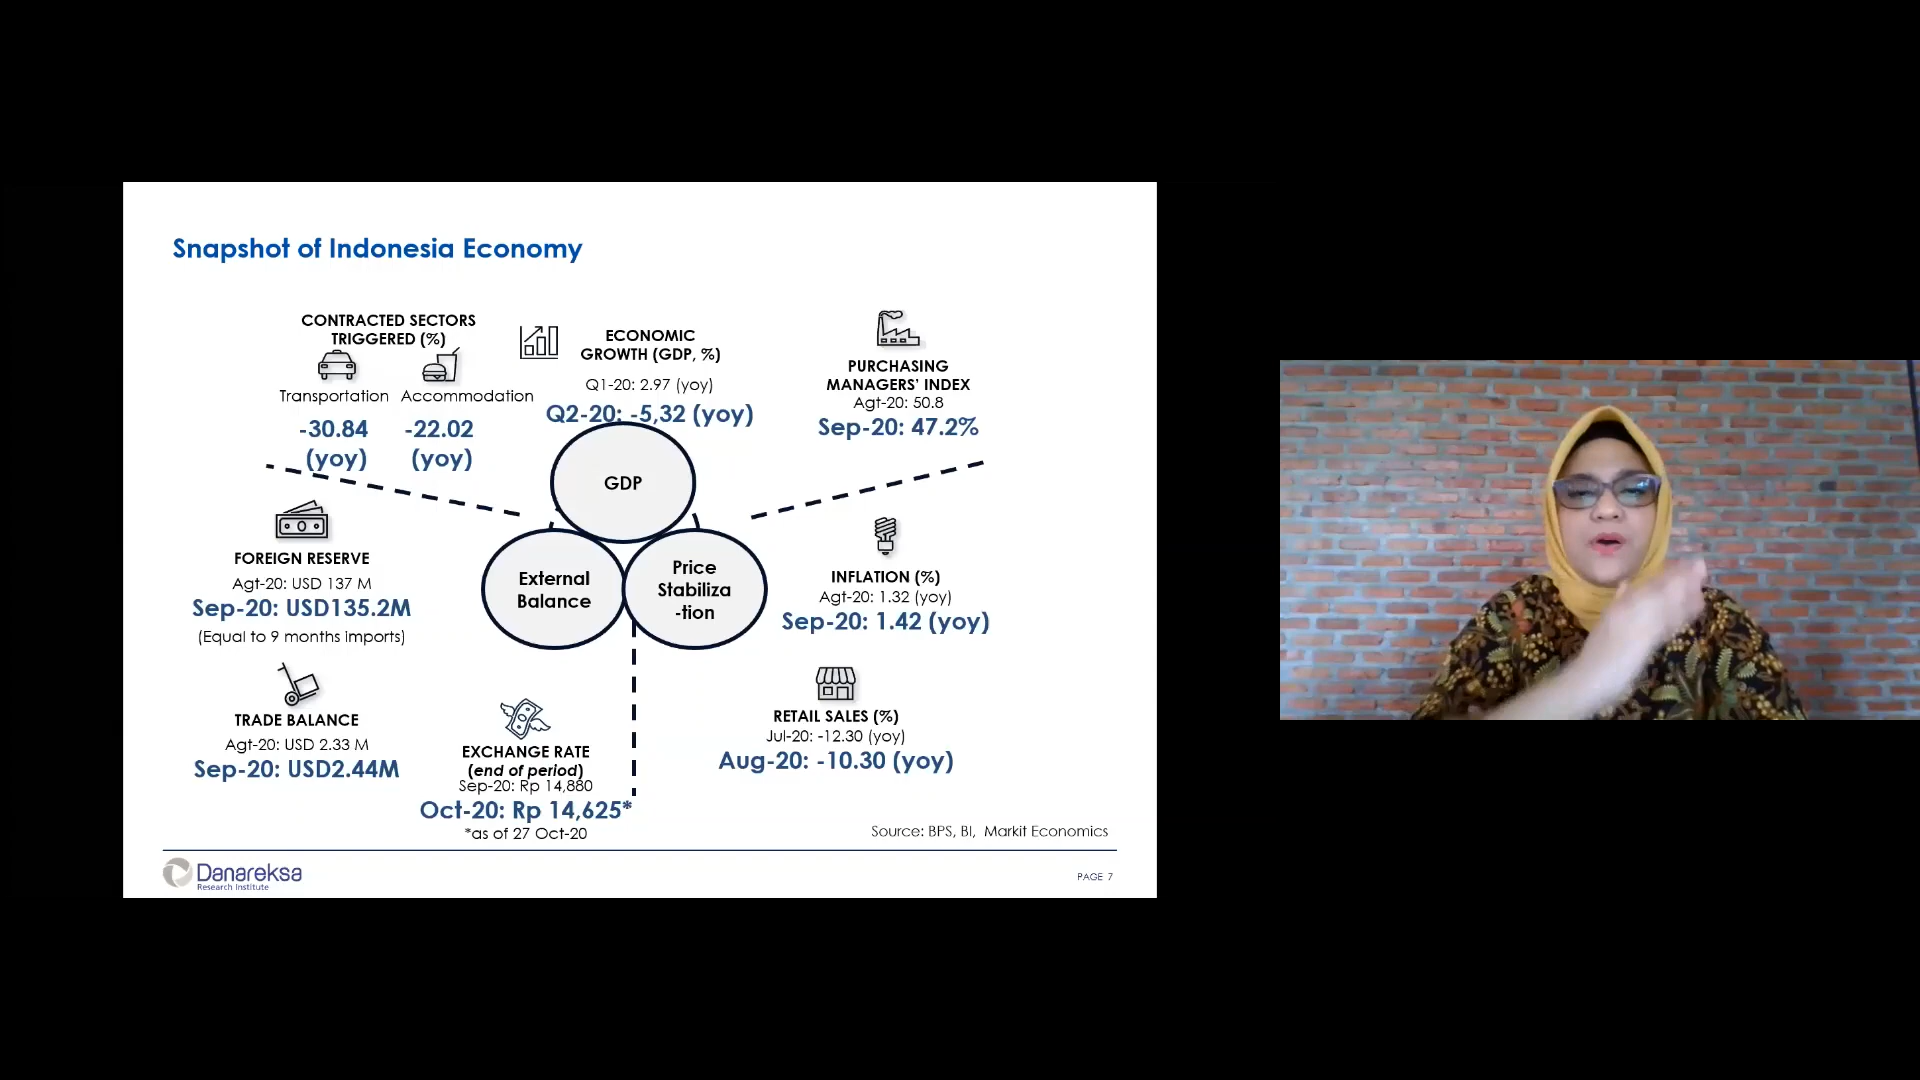 Snapshot of Indonesia Economy
CONTRACTED SECTORS
TRIGGERED (%)
Transportation
Accommodation
-30.84
(yoy)
-22.02
(yoy)
ECONOMIC
GROWTH (GDP, %)
Q1-20: 2.97 (yoy)
Q2-20: -5,32 (yoy)
PURCHASING
MANAGERS' INDEX
Agt-20: 50.8
Sep-20: 47.2%
GDP
External
Balance
Price
Stabiliza
-tion
FOREIGN RESERVE
Agt-20: USD 137 M
Sep-20: USD135.2M
(Equal to 9 months imports)
INFLATION (%)
Agt-20: 1.32 (yoy)
Sep-20: 1.42 (yoy)
TRADE BALANCE
Agt-20: USD 2.33 M
Sep-20: USD2.44M
EXCHANGE RATE
(end of period)
Sep-20: Rp 14,880
Oct-20: Rp 14,625*
*as of 27 Oct-20
RETAIL SALES (%)
Jul-20: -12.30 (yoy)
Aug-20: -10.30 (yoy)
Source: BPS, BI, Markit Economics
Danareksa
Research Institute
PAGE 7